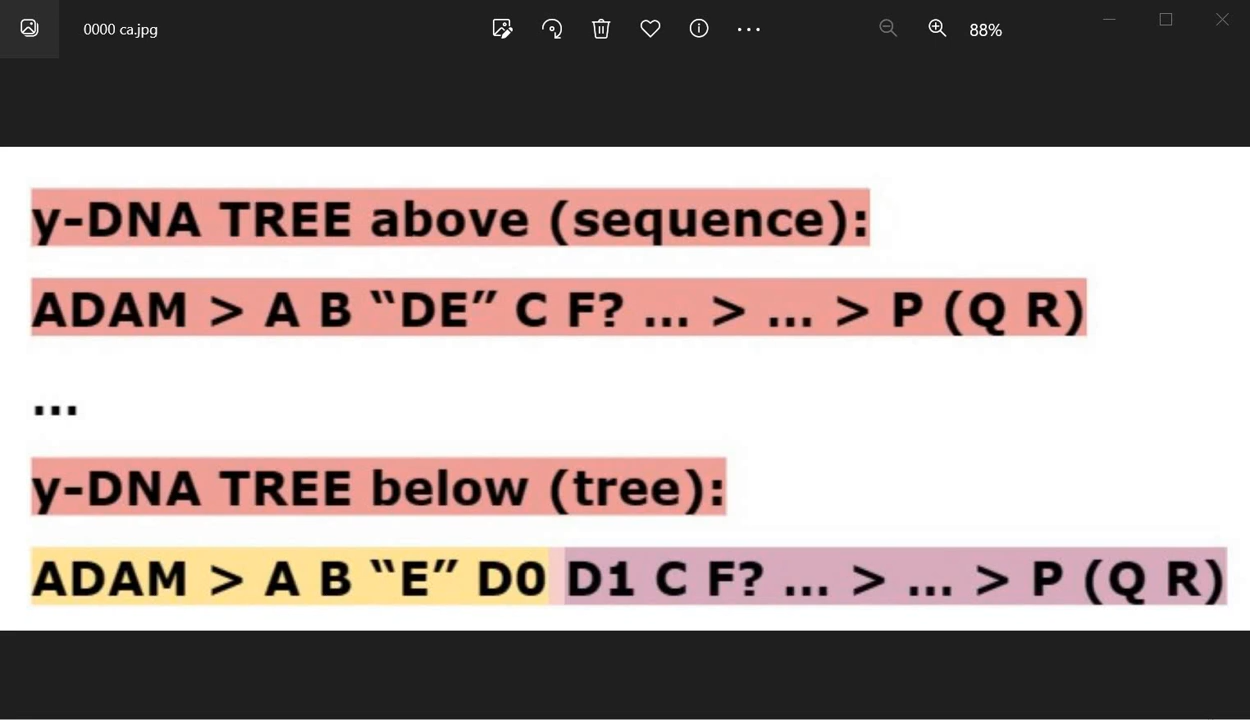 0000 ca.jpg
88%
y-DNA TREE above (sequence):
ADAM > A B “DE” C F? ... > ... > P (Q R)
...
y-DNA TREE below (tree):
ADAM > A B “E” D0 D1 C F? ... > ... > P (Q R)